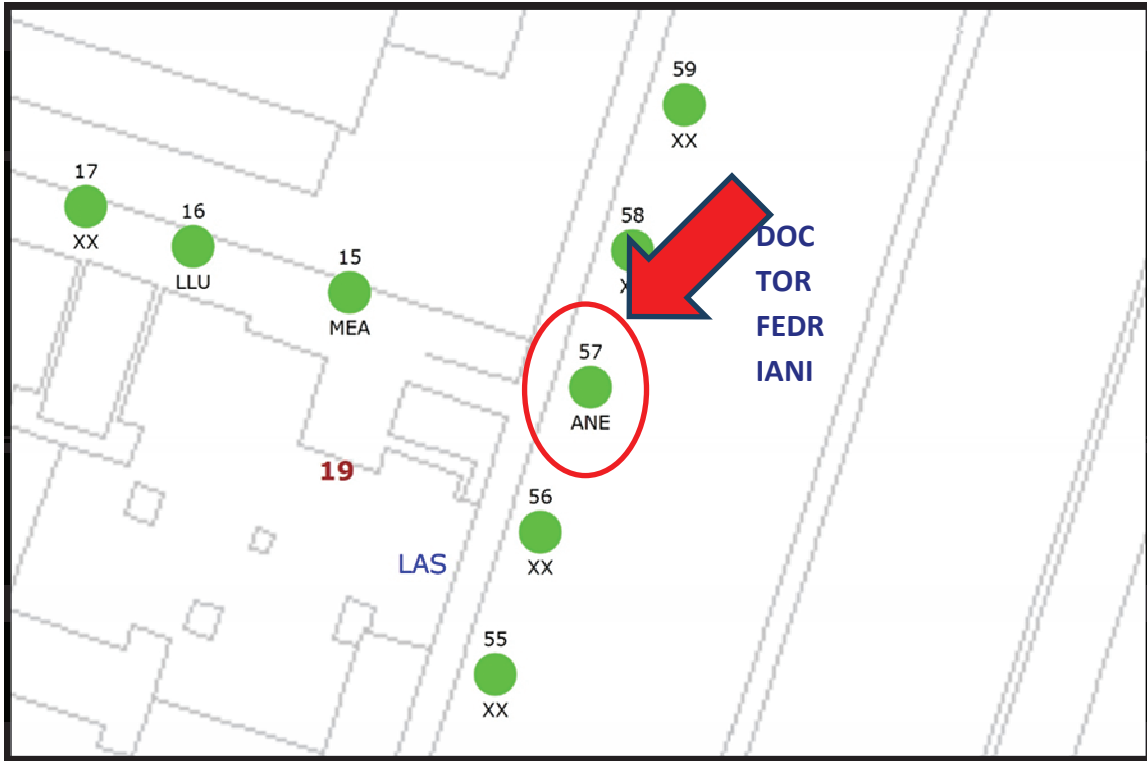 59
XX
17
XX
16
LLU
58
15
MEA
DOC
TOR
FEDR
IANI
57
ANE
19
56
XX
LAS
55
XX